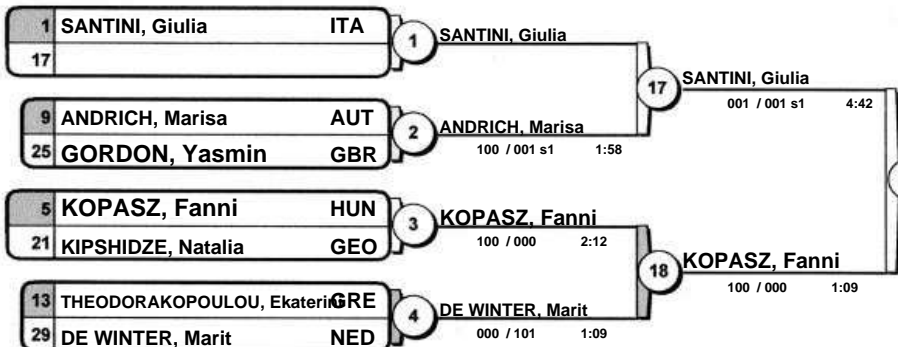 1 SANTINI, Giulia ITA
17
1 SANTINI, Giulia
9 ANDRICH, Marisa AUT
25 GORDON, Yasmin GBR
2 ANDRICH, Marisa
100 / 001 s1 1:58
17 SANTINI, Giulia
001 / 001 s1 4:42
5 KOPASZ, Fanni HUN
21 KIPSHIDZE, Natalia GEO
3 KOPASZ, Fanni
100 / 000 2:12
13 THEODORAKOPOULOU, Ekaterini GRE
29 DE WINTER, Marit NED
4 DE WINTER, Marit
000 / 101 1:09
18 KOPASZ, Fanni
100 / 000 1:09